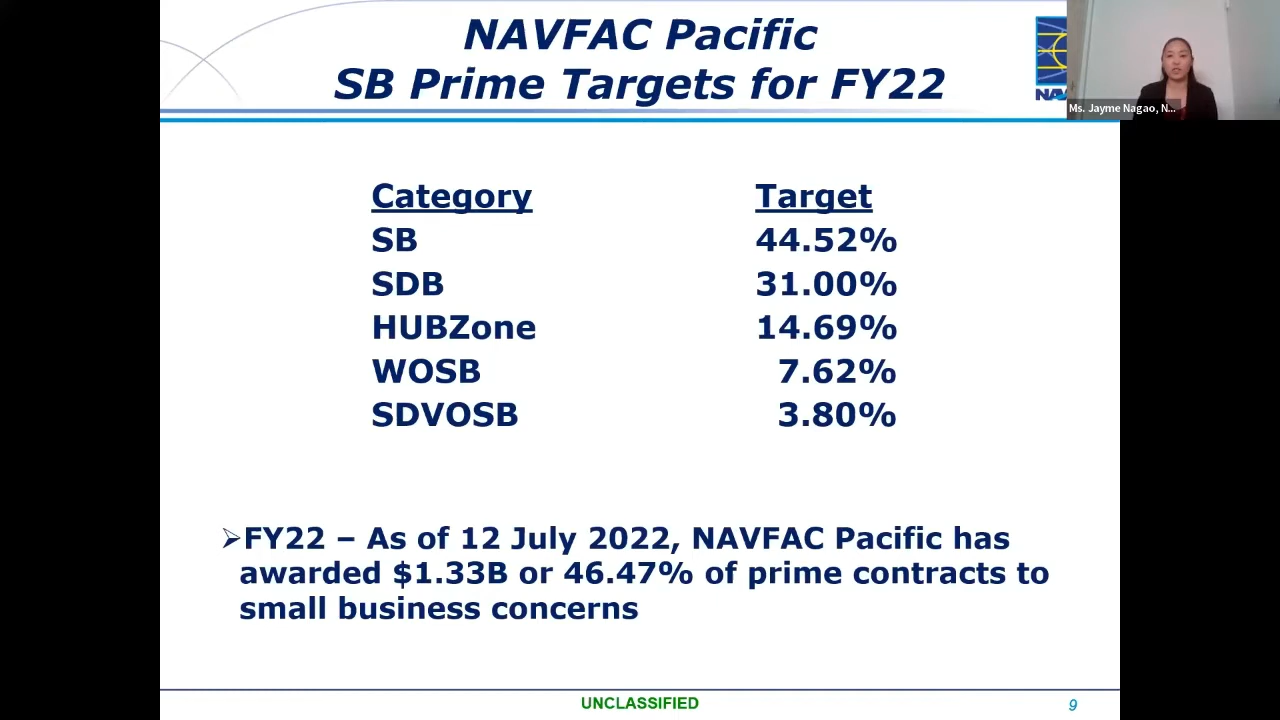 NAVFAC Pacific
SB Prime Targets for FY22
Ms. Jayme Nagao, N...
Category Target
SB 44.52%
SDB 31.00%
HUBZone 14.69%
WOSB 7.62%
SDVOSB 3.80%
➢FY22 – As of 12 July 2022, NAVFAC Pacific has
awarded $1.33B or 46.47% of prime contracts to
small business concerns
UNCLASSIFIED
9